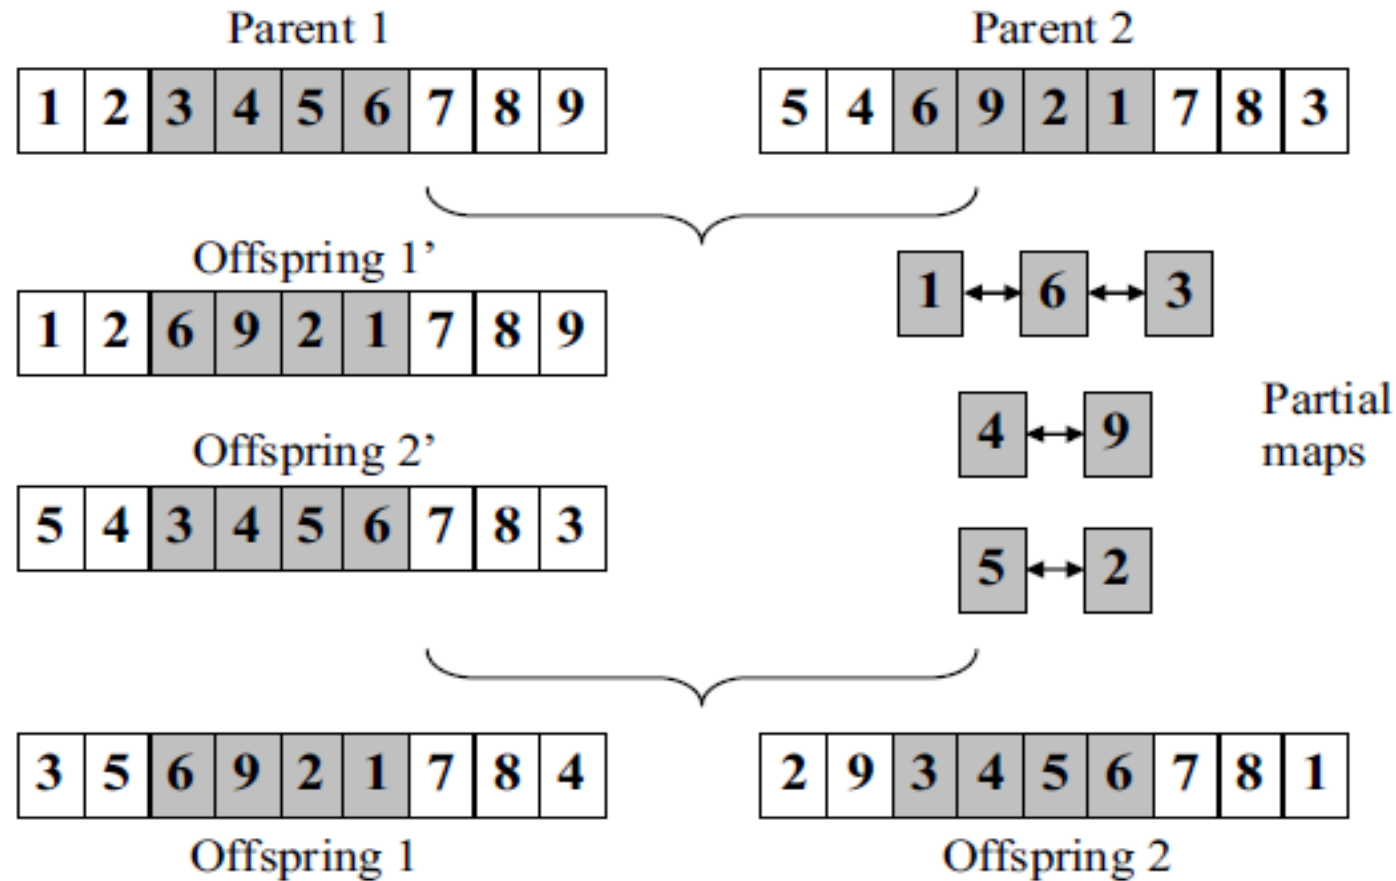 Parent 1
Parent 2
1 2 3 4 5 6 7 8 9
5 4 6 9 2 1 7 8 3
Offspring 1’
1 2 6 9 2 1 7 8 9
1 6 3
Offspring 2’
5 4 3 4 5 6 7 8 3
4 9
Partial
maps
5 2
3 5 6 9 2 1 7 8 4
2 9 3 4 5 6 7 8 1
Offspring 1
Offspring 2